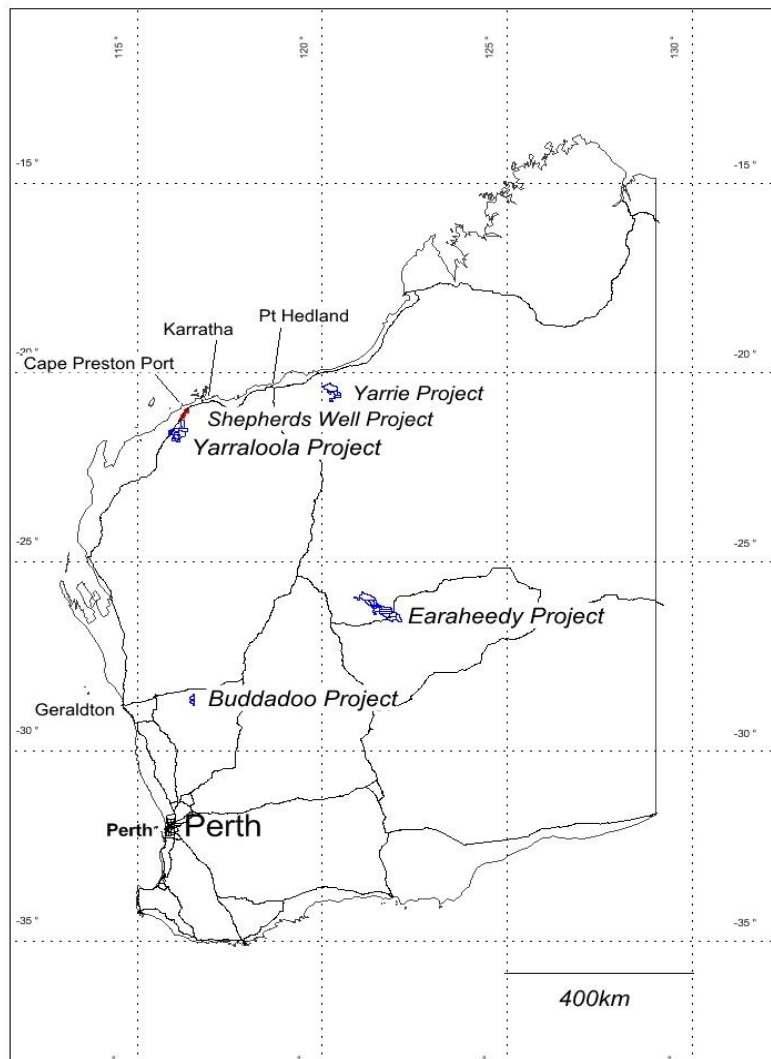 115°
120°
125°
130°
-15°
-15°
Pt Hedland
Karratha
-20°
-20°
Cape Preston Port
Yarrie Project
Shepherds Well Project
Yarraloola Project
-25°
-25°
Earaheedy Project
Buddadoo Project
Geraldton
-30°
-30°
Perth
Perth
-35°
-35°
400km